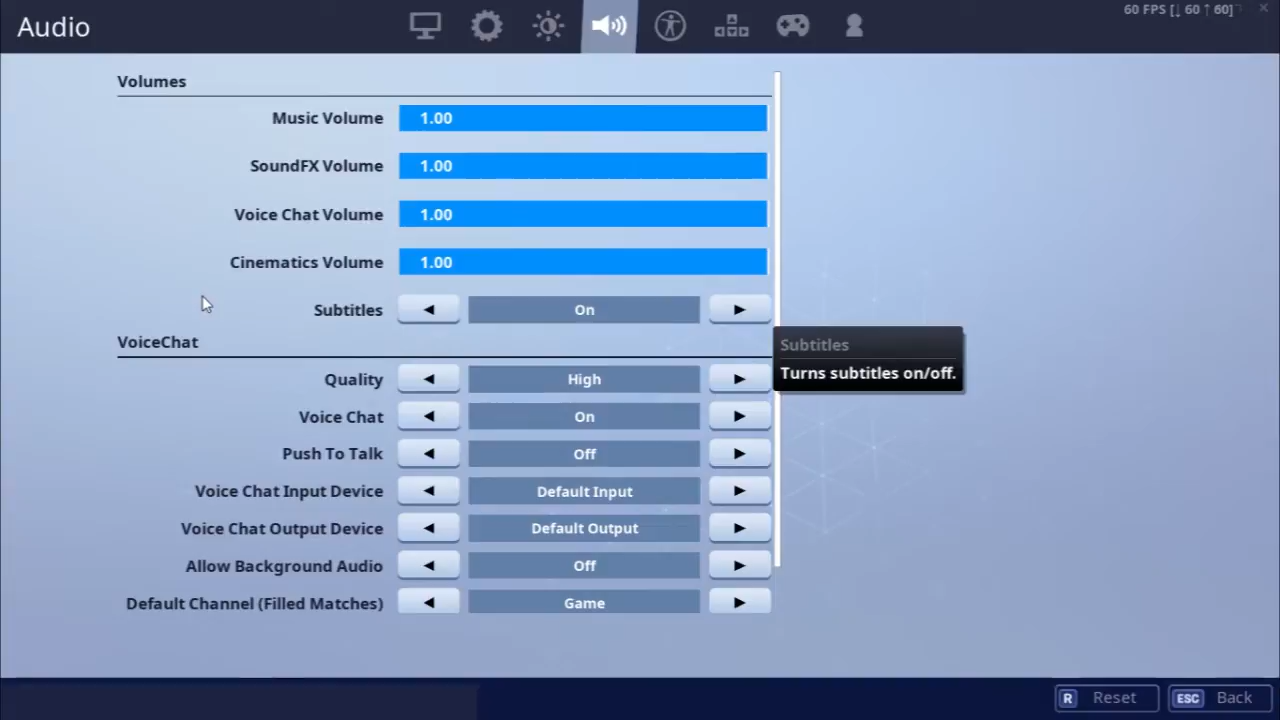 Audio
60 FPS [↓ 60 ↑ 60]
Volumes
Music Volume 1.00
SoundFX Volume 1.00
Voice Chat Volume 1.00
Cinematics Volume 1.00
Subtitles ◄ On ►
VoiceChat
Subtitles
Turns subtitles on/off.
Quality ◄ High ►
Voice Chat ◄ On ►
Push To Talk ◄ Off ►
Voice Chat Input Device ◄ Default Input ►
Voice Chat Output Device ◄ Default Output ►
Allow Background Audio ◄ Off ►
Default Channel (Filled Matches) ◄ Game ►
R Reset ESC Back